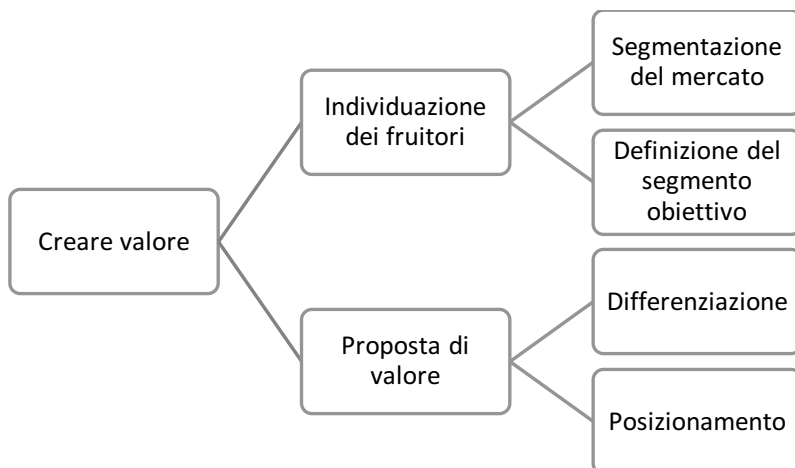 Creare valore
Individuazione
dei fruitori
Segmentazione
del mercato
Definizione del
segmento
obiettivo
Proposta di
valore
Differenziazione
Posizionamento